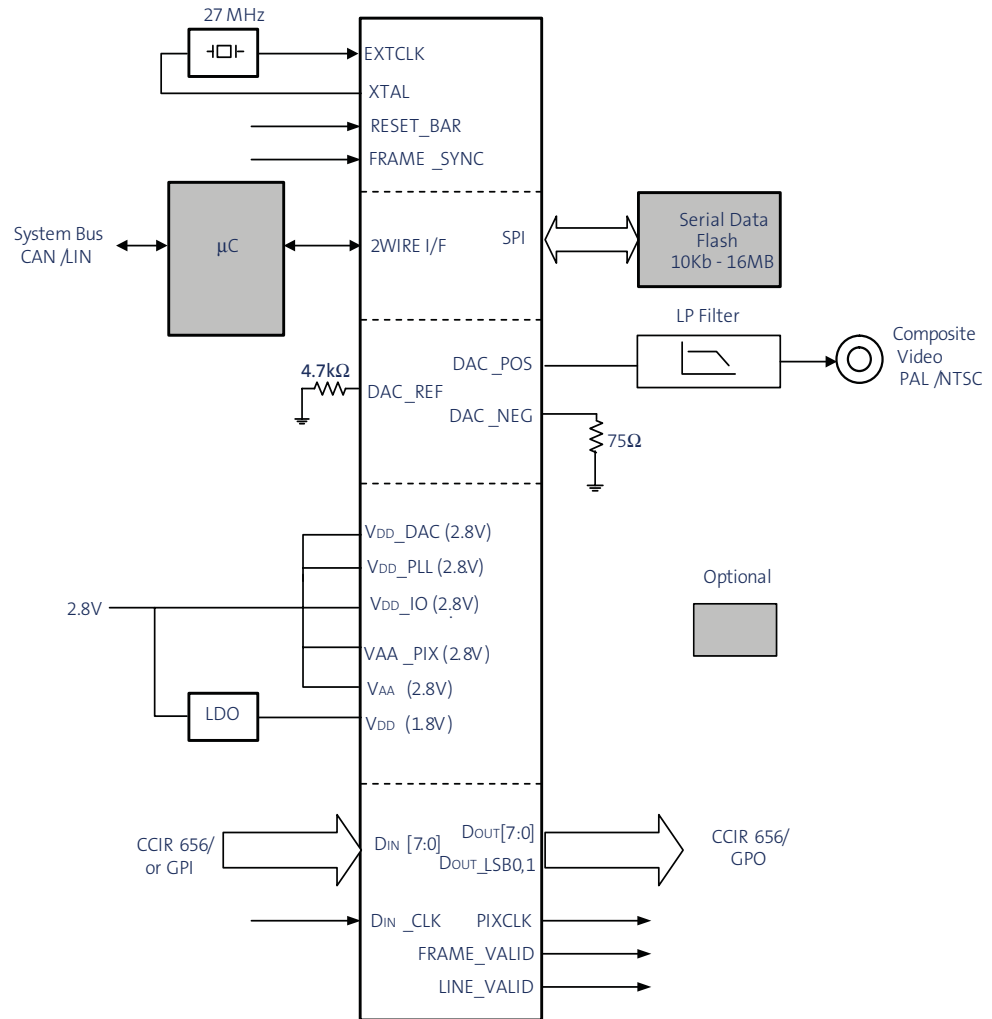 27 MHz
EXTCLK
XTAL
RESET_BAR
FRAME _SYNC
System Bus
CAN /LIN
µC
2WIRE I/F
SPI
Serial Data
Flash
10Kb - 16MB
LP Filter
Composite
Video
PAL /NTSC
DAC _POS
4.7kΩ
DAC _REF
DAC _NEG
75Ω
VDD_DAC (2.8V)
VDD_PLL (2.8V)
2.8V
VDD_IO (2.8V)
VAA _PIX (2.8V)
VAA (2.8V)
LDO
VDD (1.8V)
Optional
CCIR 656/
or GPI
DIN [7:0]
DOUT[7:0]
DOUT_LSB0,1
CCIR 656/
GPO
DIN _CLK
PIXCLK
FRAME_VALID
LINE_VALID